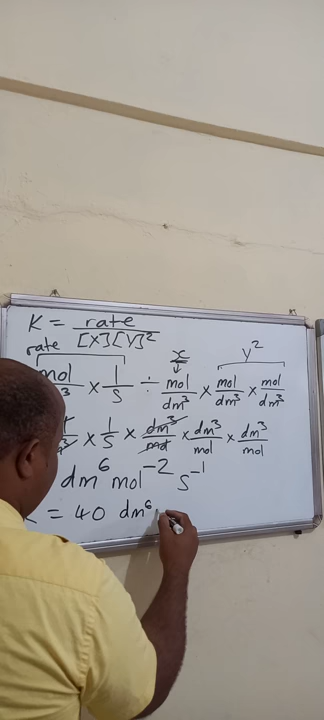 K = rate / [X][Y]²
rate x y²
mol/dm³ × 1/s ÷ mol/dm³ × mol/dm³ × mol/dm³
× 1/s × dm³/mol × dm³/mol × dm³/mol
dm⁶ mol⁻² s⁻¹
= 40 dm⁶